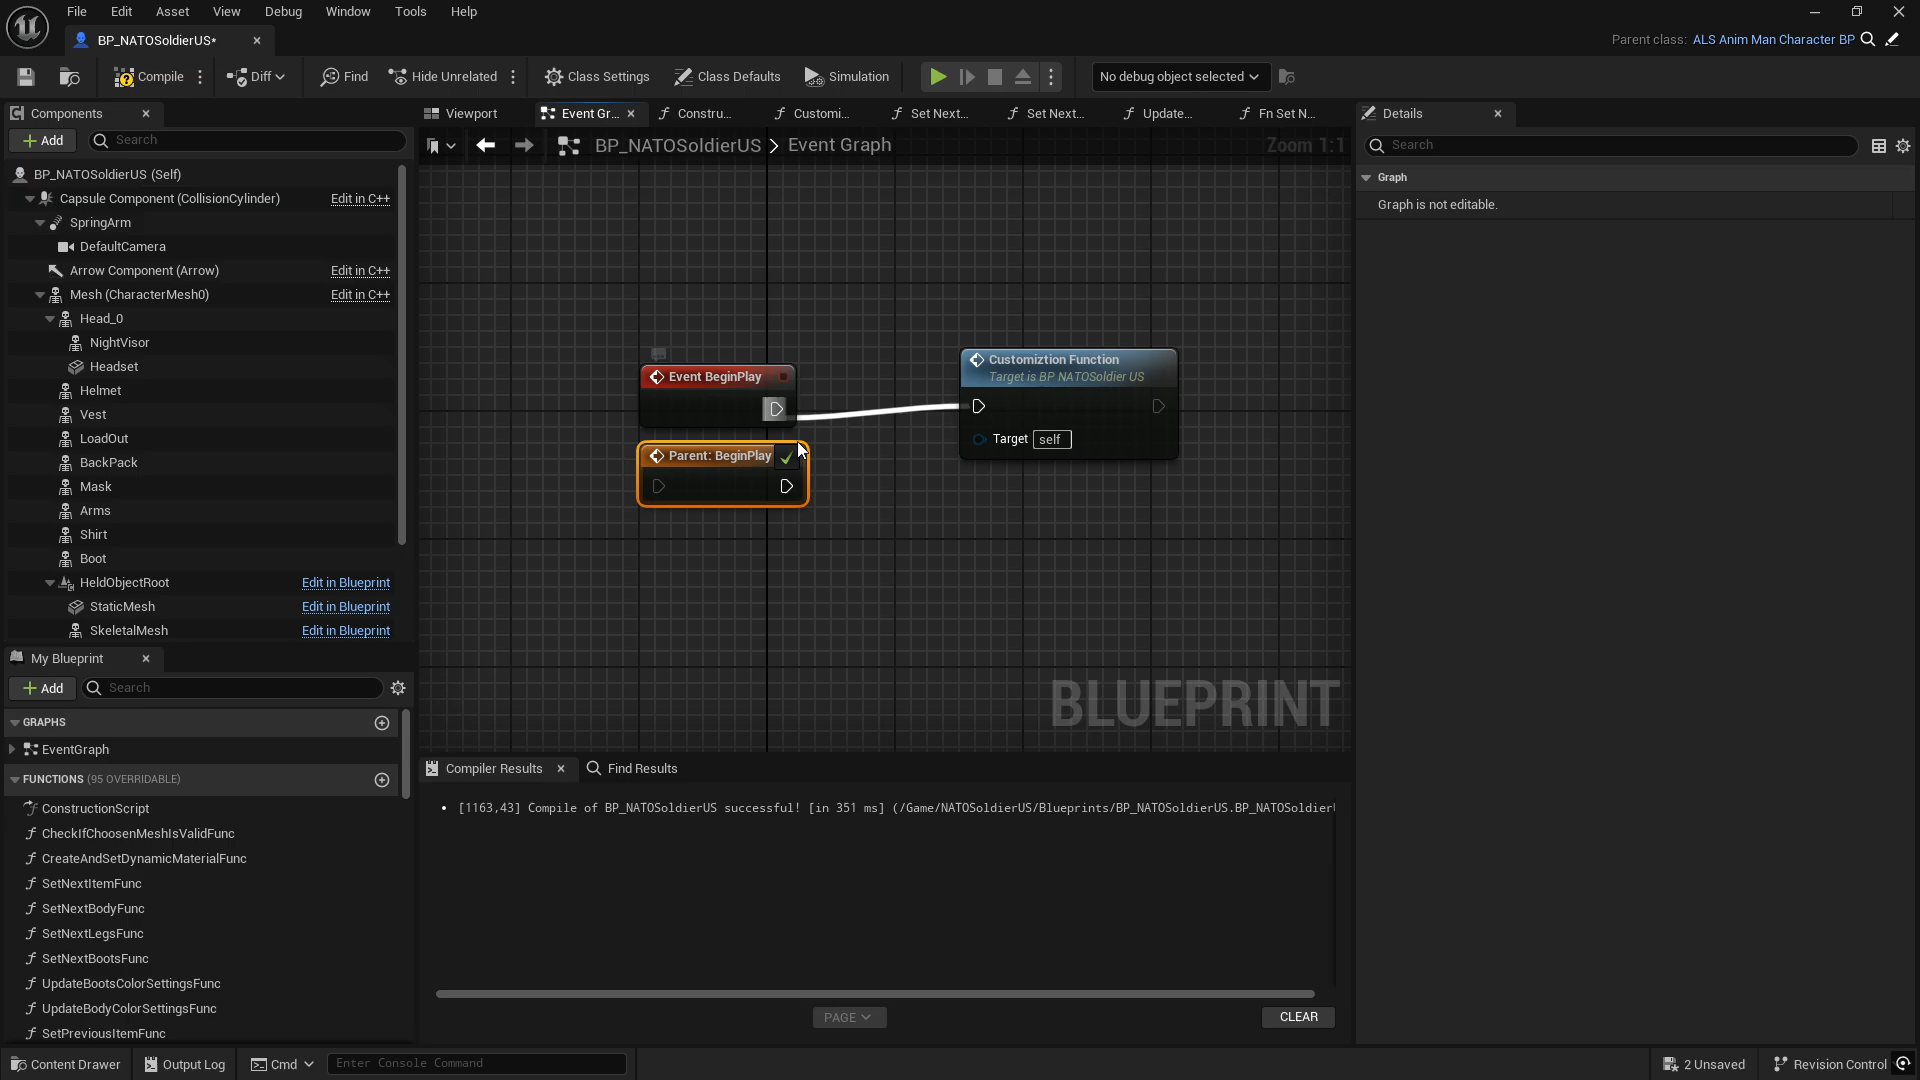 File Edit Asset View Debug Window Tools Help
BP_NATOSoldierUS*
Parent class: ALS Anim Man Character BP
Compile Diff Find Hide Unrelated Class Settings Class Defaults Simulation No debug object selected
Components
Viewport Event Gr... Constru... Customi... Set Next... Set Next... Update... Fn Set N...
Details
Add Search
BP_NATOSoldierUS > Event Graph Zoom 1:1
Search
BP_NATOSoldierUS (Self)
Graph
Capsule Component (CollisionCylinder) Edit in C++
Graph is not editable.
SpringArm
DefaultCamera
Arrow Component (Arrow) Edit in C++
Mesh (CharacterMesh0) Edit in C++
Head_0
NightVisor
Headset
Helmet
Vest
LoadOut
BackPack
Mask
Arms
Shirt
Boot
HeldObjectRoot Edit in Blueprint
StaticMesh Edit in Blueprint
SkeletalMesh Edit in Blueprint
Event BeginPlay
Customiztion Function
Target is BP NATOSoldier US
Target self
Parent: BeginPlay
BLUEPRINT
My Blueprint
Add Search
GRAPHS
EventGraph
FUNCTIONS (95 OVERRIDABLE)
ConstructionScript
CheckIfChoosenMeshIsValidFunc
CreateAndSetDynamicMaterialFunc
SetNextItemFunc
SetNextBodyFunc
SetNextLegsFunc
SetNextBootsFunc
UpdateBootsColorSettingsFunc
UpdateBodyColorSettingsFunc
SetPreviousItemFunc
Compiler Results Find Results
• [1163,43] Compile of BP_NATOSoldierUS successful! [in 351 ms] (/Game/NATOSoldierUS/Blueprints/BP_NATOSoldierUS.BP_NATOSoldier
PAGE CLEAR
Content Drawer Output Log Cmd Enter Console Command 2 Unsaved Revision Control